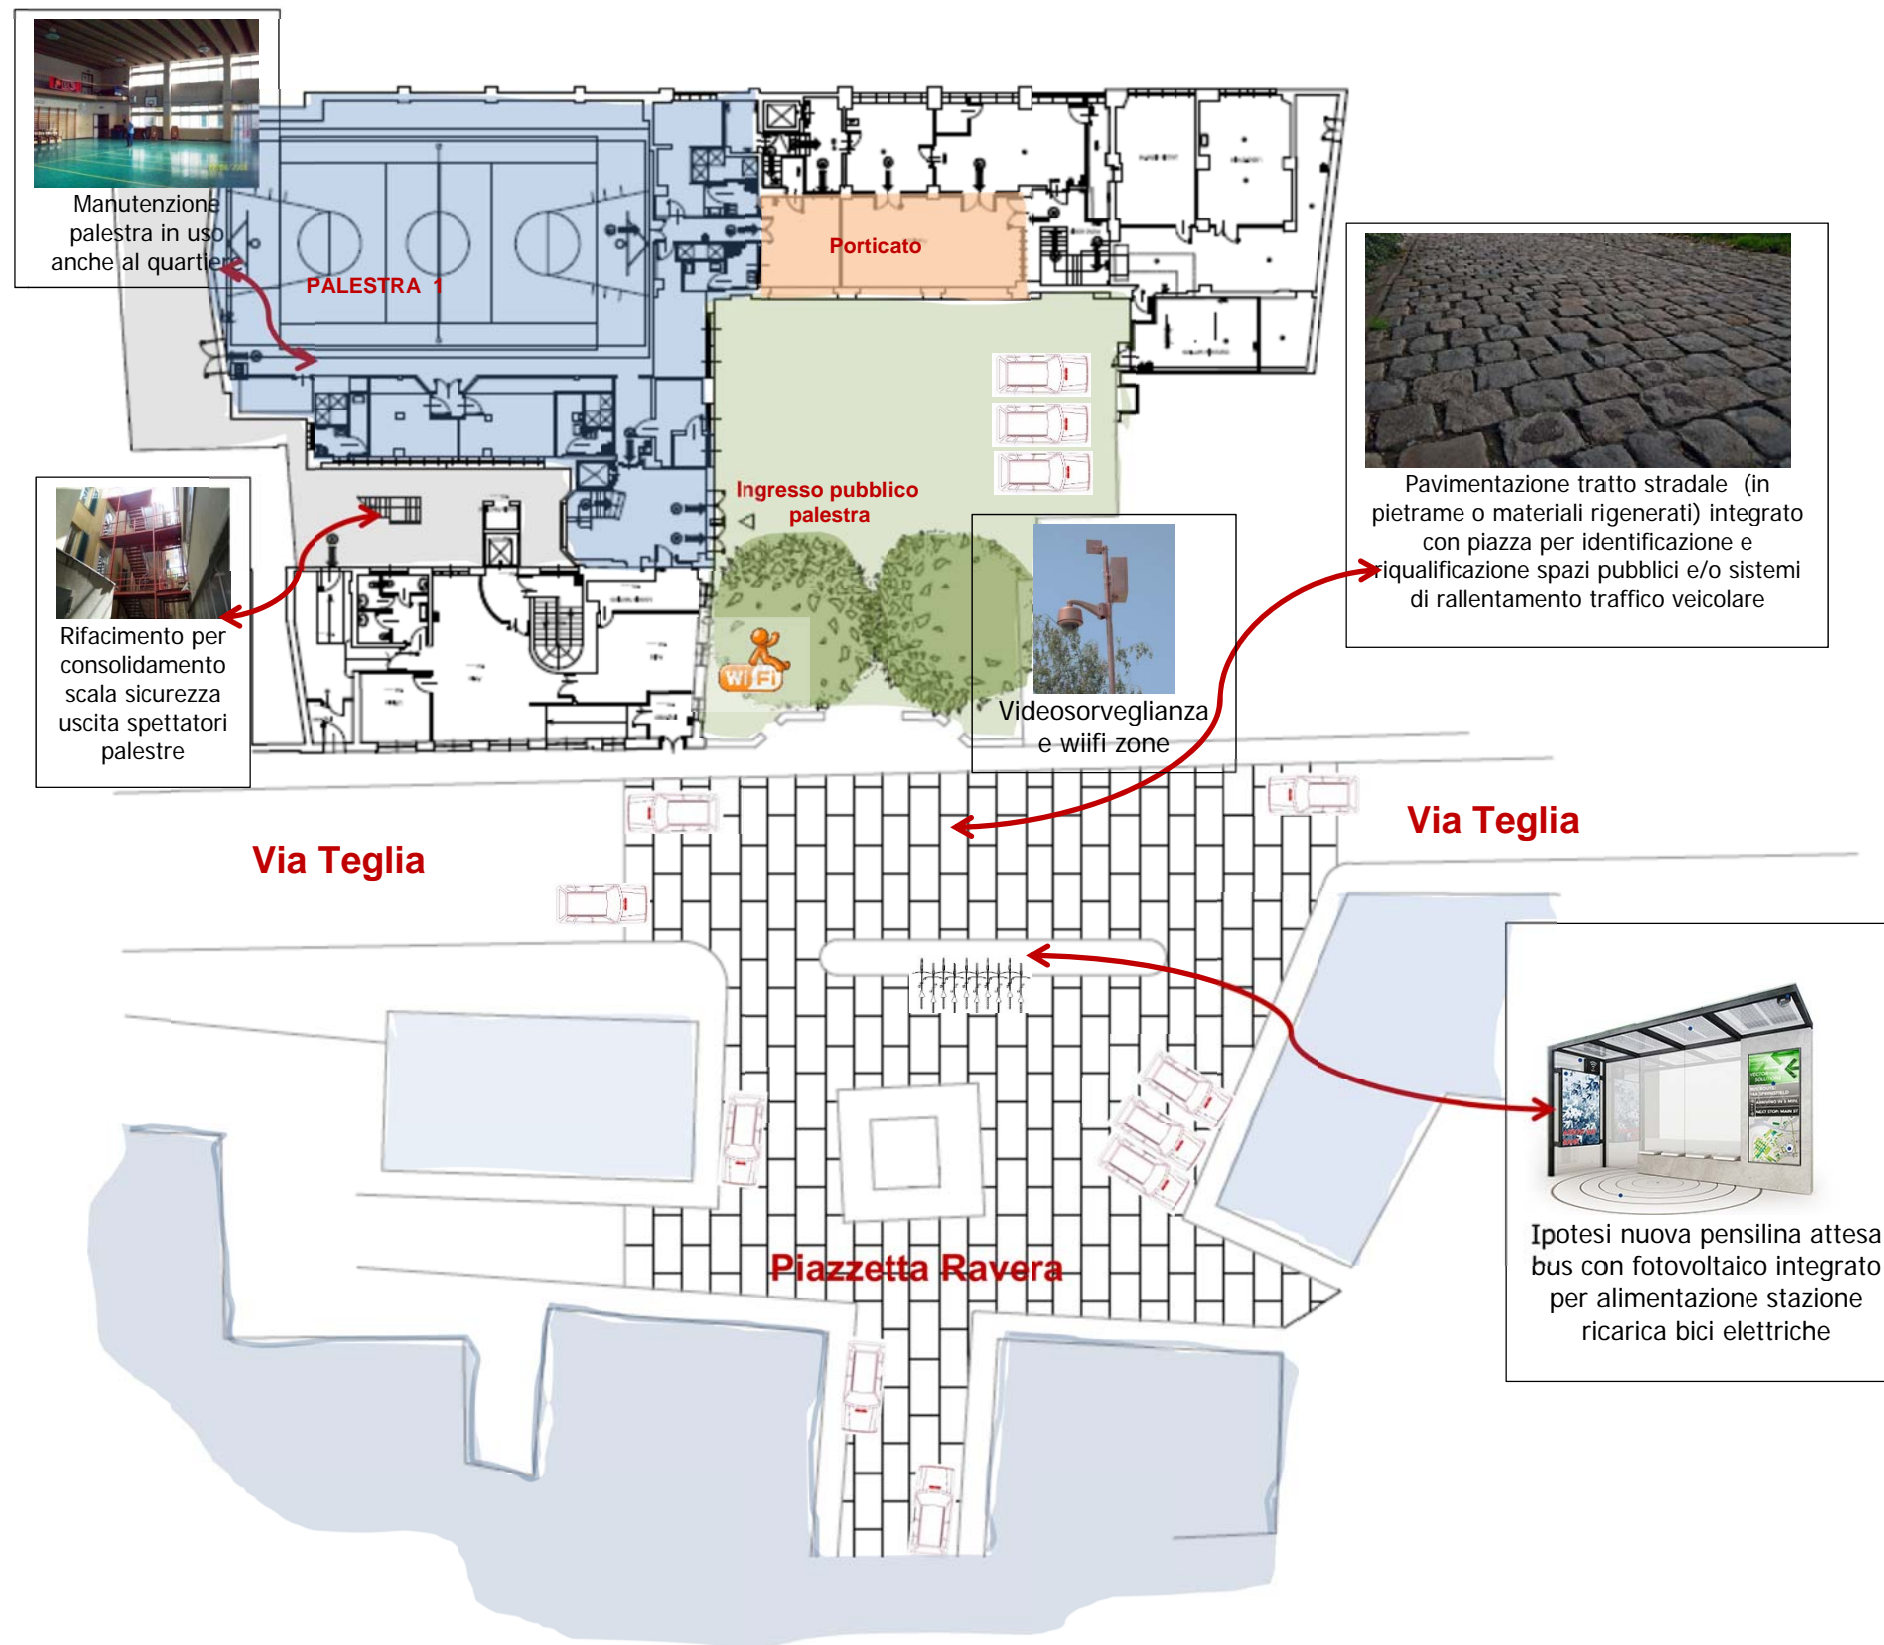 Manutenzione
palestra in uso
anche al quartiere
PALESTRA 1
Porticato
Ingresso pubblico
palestra
Pavimentazione tratto stradale (in
pietrame o materiali rigenerati) integrato
con piazza per identificazione e
riqualificazione spazi pubblici e/o sistemi
di rallentamento traffico veicolare
Rifacimento per
consolidamento
scala sicurezza
uscita spettatori
palestre
Wi Fi
Videosorveglianza
e wiifi zone
Via Teglia
Via Teglia
Piazzetta Ravera
Ipotesi nuova pensilina attesa
bus con fotovoltaico integrato
per alimentazione stazione
ricarica bici elettriche